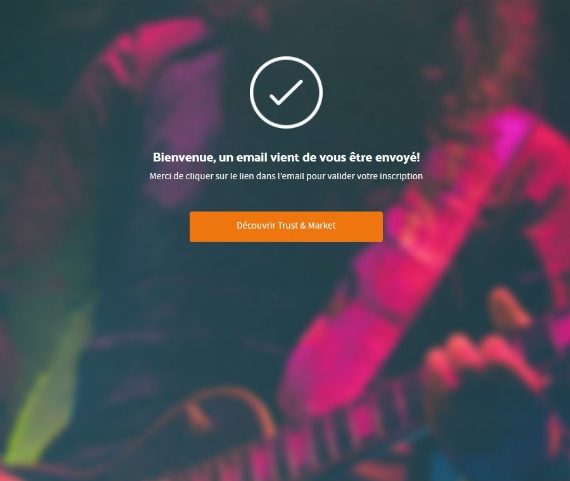 Bienvenue, un email vient de vous être envoyé!
Merci de cliquer sur le lien dans l'email pour valider votre inscription
Découvrir Trust & Market